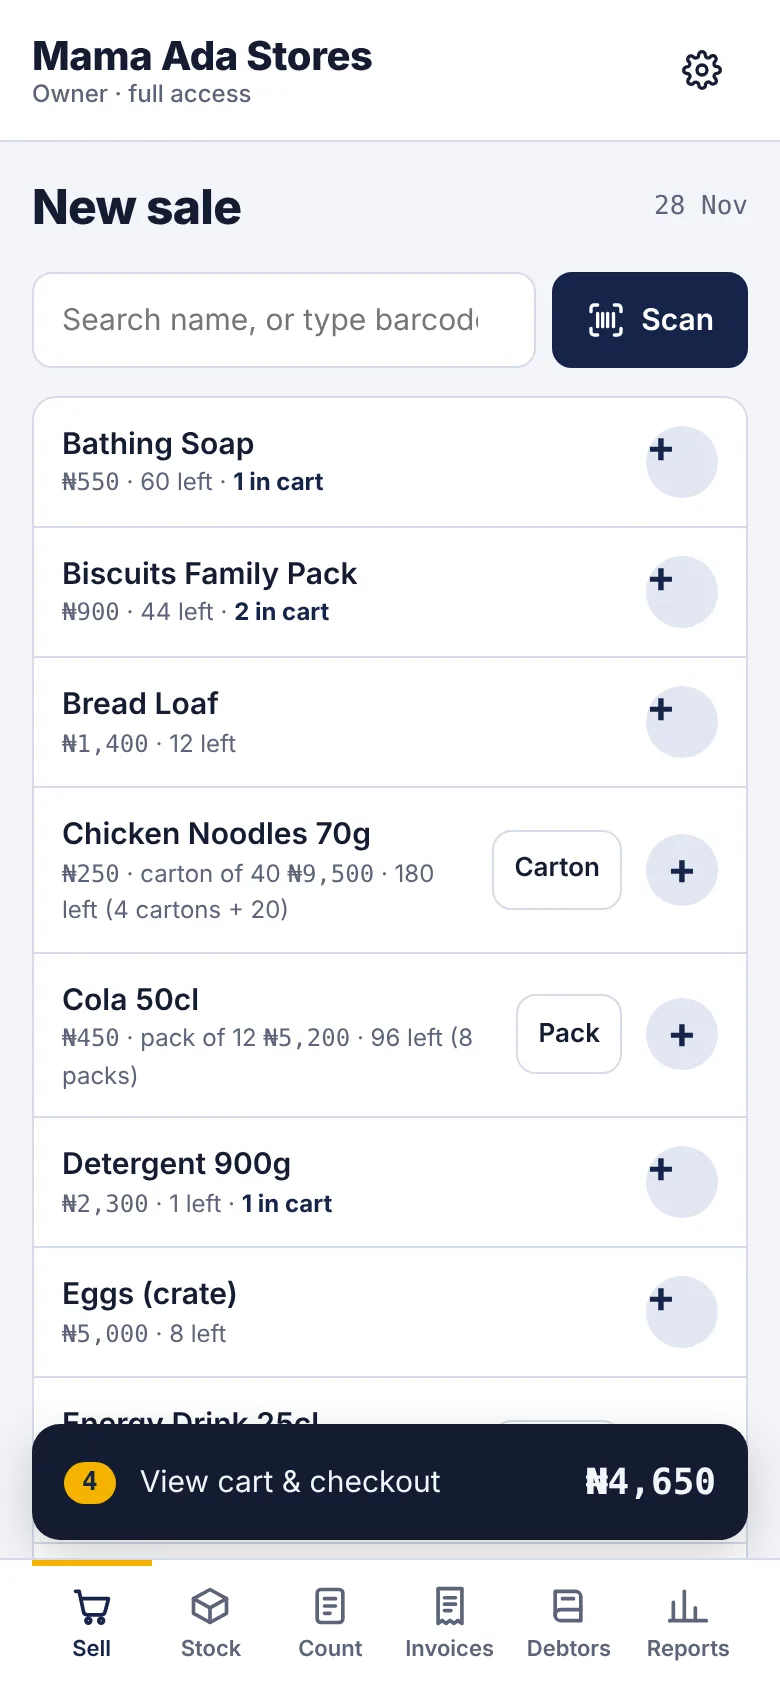 Mama Ada Stores
Owner · full access
New sale
28 Nov
Search name, or type barcode
Scan
Bathing Soap
₦550 · 60 left · 1 in cart
+
Biscuits Family Pack
₦900 · 44 left · 2 in cart
+
Bread Loaf
₦1,400 · 12 left
+
Chicken Noodles 70g
₦250 · carton of 40 ₦9,500 · 180
left (4 cartons + 20)
Carton
+
Cola 50cl
₦450 · pack of 12 ₦5,200 · 96 left (8
packs)
Pack
+
Detergent 900g
₦2,300 · 1 left · 1 in cart
+
Eggs (crate)
₦5,000 · 8 left
+
Energy Drink 25cl
4 View cart & checkout ₦4,650
Sell
Stock
Count
Invoices
Debtors
Reports